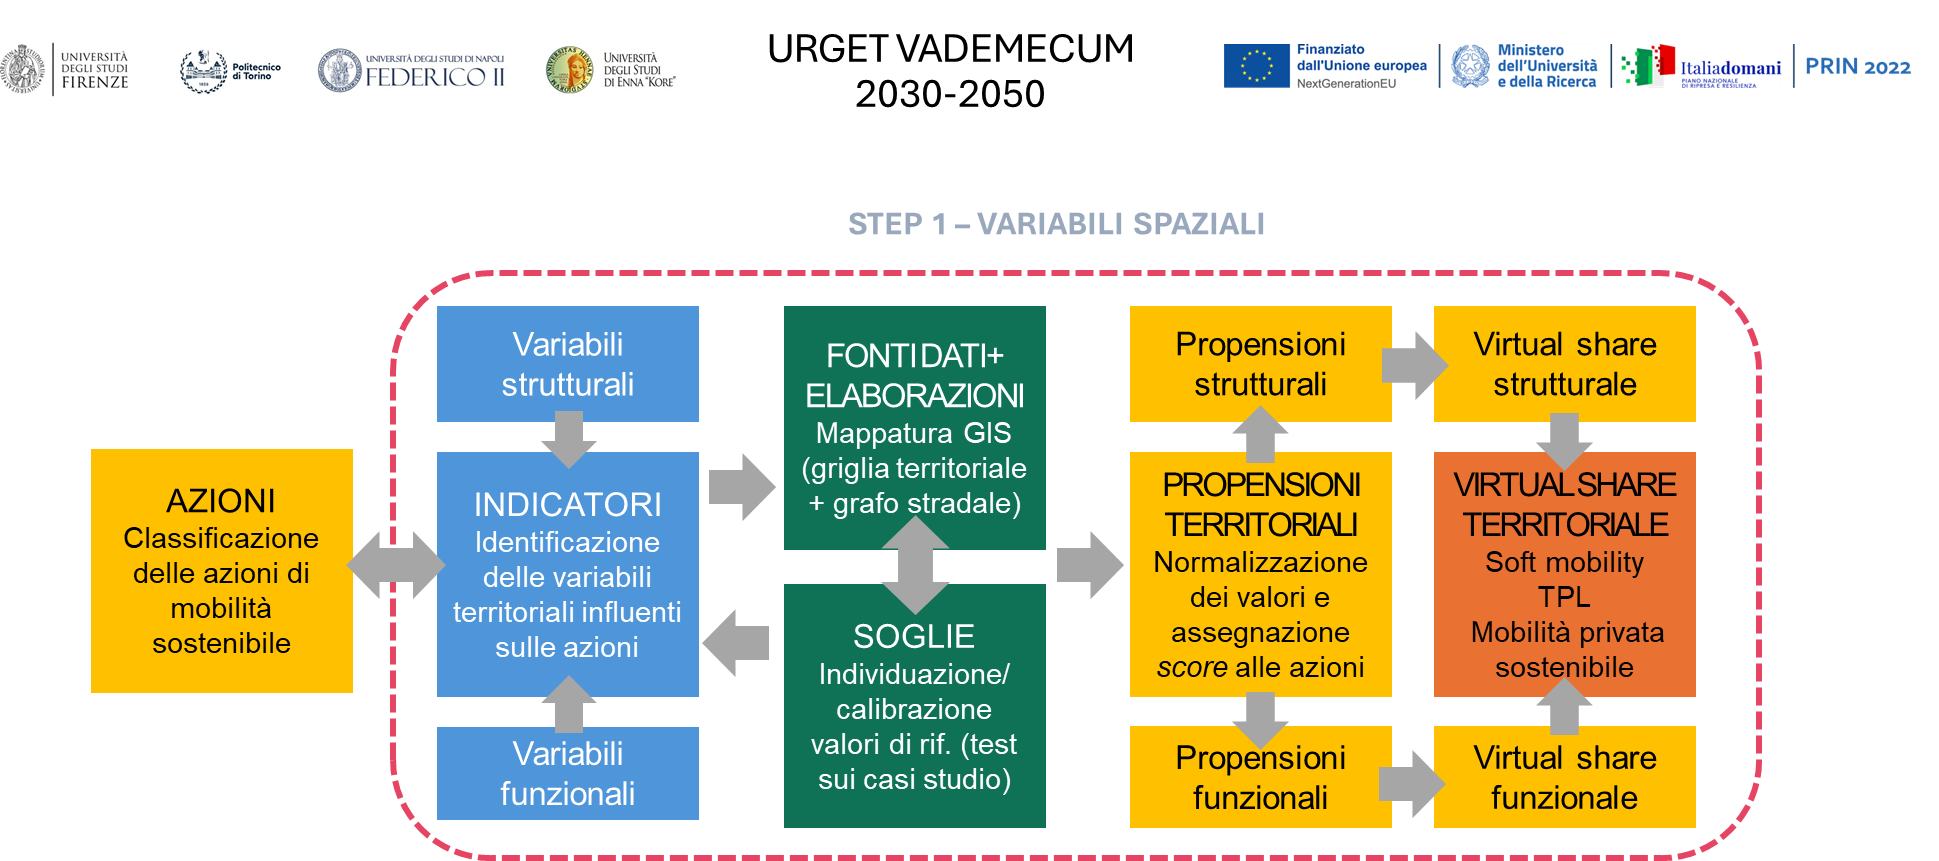 UNIVERSITÀ
DEGLI STUDI
FIRENZE
Politecnico
di Torino
UNIVERSITÀ DEGLI STUDI DI NAPOLI
FEDERICO II
UNIVERSITÀ
DEGLI STUDI
DI ENNA "KORE"
URGET VADEMECUM
2030-2050
Finanziato
dall'Unione europea
NextGenerationEU
Ministero
dell'Università
e della Ricerca
Italiadomani
PIANO NAZIONALE
DI RIPRESA E RESILIENZA
PRIN 2022
STEP 1 – VARIABILI SPAZIALI
AZIONI
Classificazione
delle azioni di
mobilità
sostenibile
Variabili
strutturali
INDICATORI
Identificazione
delle variabili
territoriali influenti
sulle azioni
Variabili
funzionali
FONTI DATI+
ELABORAZIONI
Mappatura GIS
(griglia territoriale
+ grafo stradale)
SOGLIE
Individuazione/
calibrazione
valori di rif. (test
sui casi studio)
Propensioni
strutturali
PROPENSIONI
TERRITORIALI
Normalizzazione
dei valori e
assegnazione
score alle azioni
Propensioni
funzionali
Virtual share
strutturale
VIRTUAL SHARE
TERRITORIALE
Soft mobility
TPL
Mobilità privata
sostenibile
Virtual share
funzionale